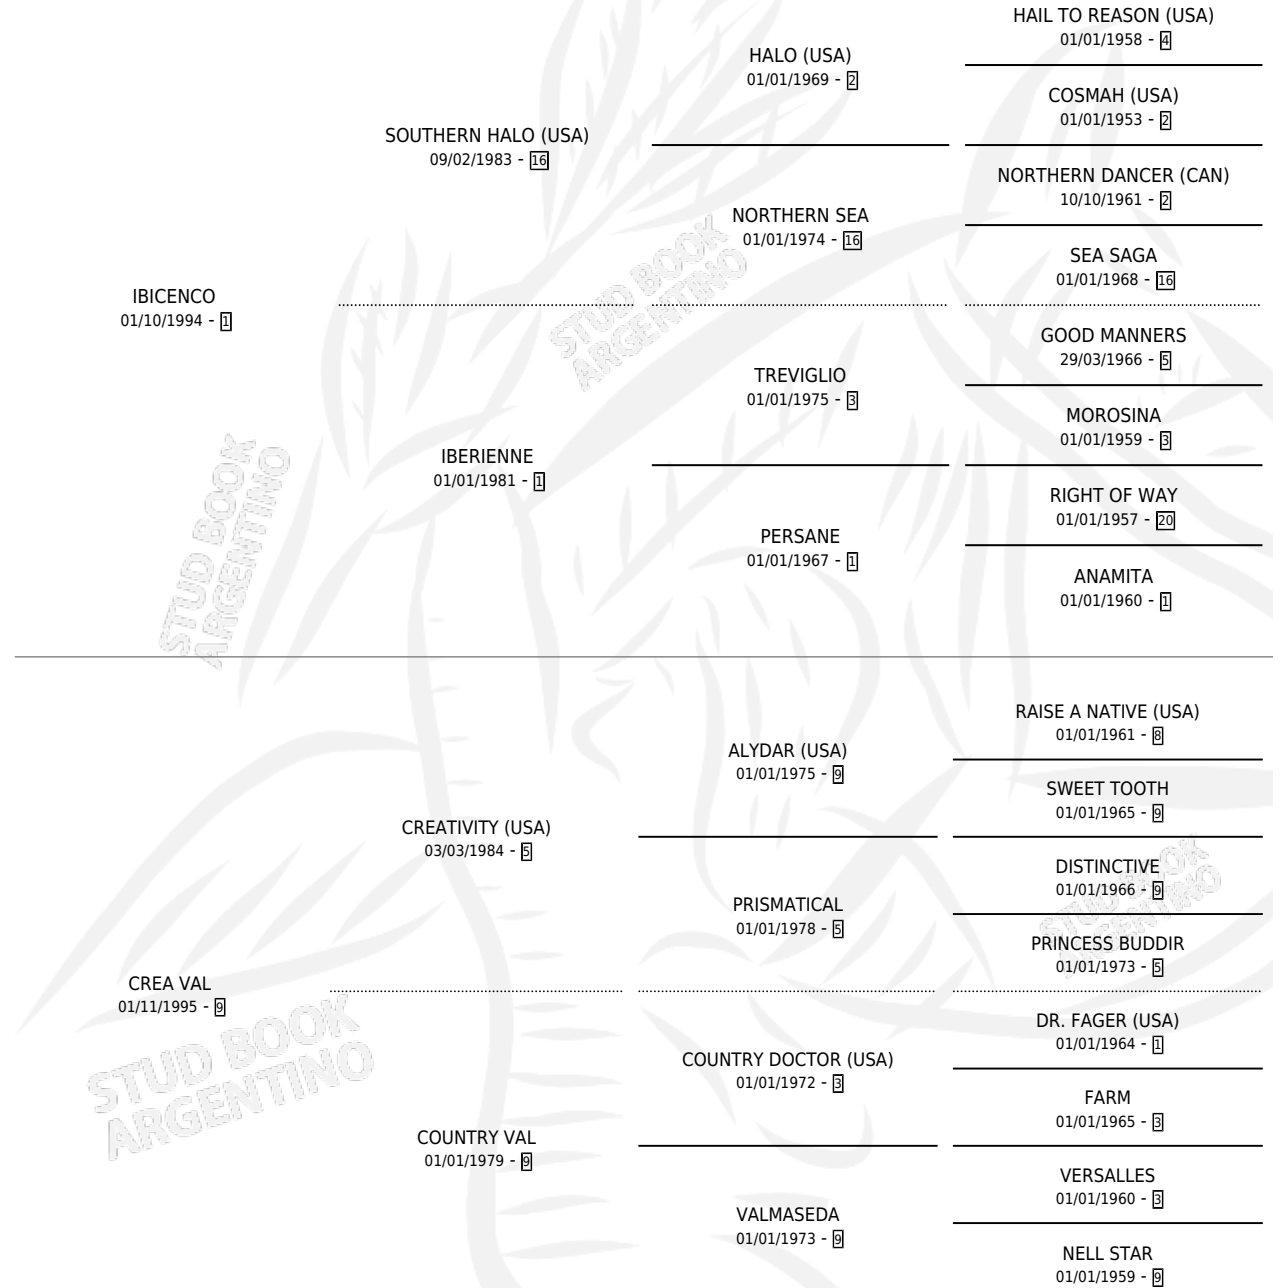 HAIL TO REASON (USA)
01/01/1958 - 4
HALO (USA)
01/01/1969 - 2
COSMAH (USA)
01/01/1953 - 2
SOUTHERN HALO (USA)
09/02/1983 - 16
NORTHERN DANCER (CAN)
10/10/1961 - 2
NORTHERN SEA
01/01/1974 - 16
SEA SAGA
01/01/1968 - 16
IBICENCO
01/10/1994 - 1
STUD BOOK
ARGENTINO
GOOD MANNERS
29/03/1966 - 5
TREVIGLIO
01/01/1975 - 3
MOROSINA
01/01/1959 - 3
IBERIENNE
01/01/1981 - 1
RIGHT OF WAY
01/01/1957 - 20
PERSANE
01/01/1967 - 1
ANAMITA
01/01/1960 - 1
STUD BOOK
ARGENTINO
RAISE A NATIVE (USA)
01/01/1961 - 8
ALYDAR (USA)
01/01/1975 - 9
SWEET TOOTH
01/01/1965 - 9
CREATIVITY (USA)
03/03/1984 - 5
DISTINCTIVE
01/01/1966 - 9
PRISMATICAL
01/01/1978 - 5
PRINCESS BUDDIR
01/01/1973 - 5
STUD BOOK
ARGENTINO
CREA VAL
01/11/1995 - 9
DR. FAGER (USA)
01/01/1964 - 1
COUNTRY DOCTOR (USA)
01/01/1972 - 3
FARM
01/01/1965 - 3
STUD BOOK
ARGENTINO
COUNTRY VAL
01/01/1979 - 9
VERSALLES
01/01/1960 - 3
VALMASEDA
01/01/1973 - 9
NELL STAR
01/01/1959 - 9